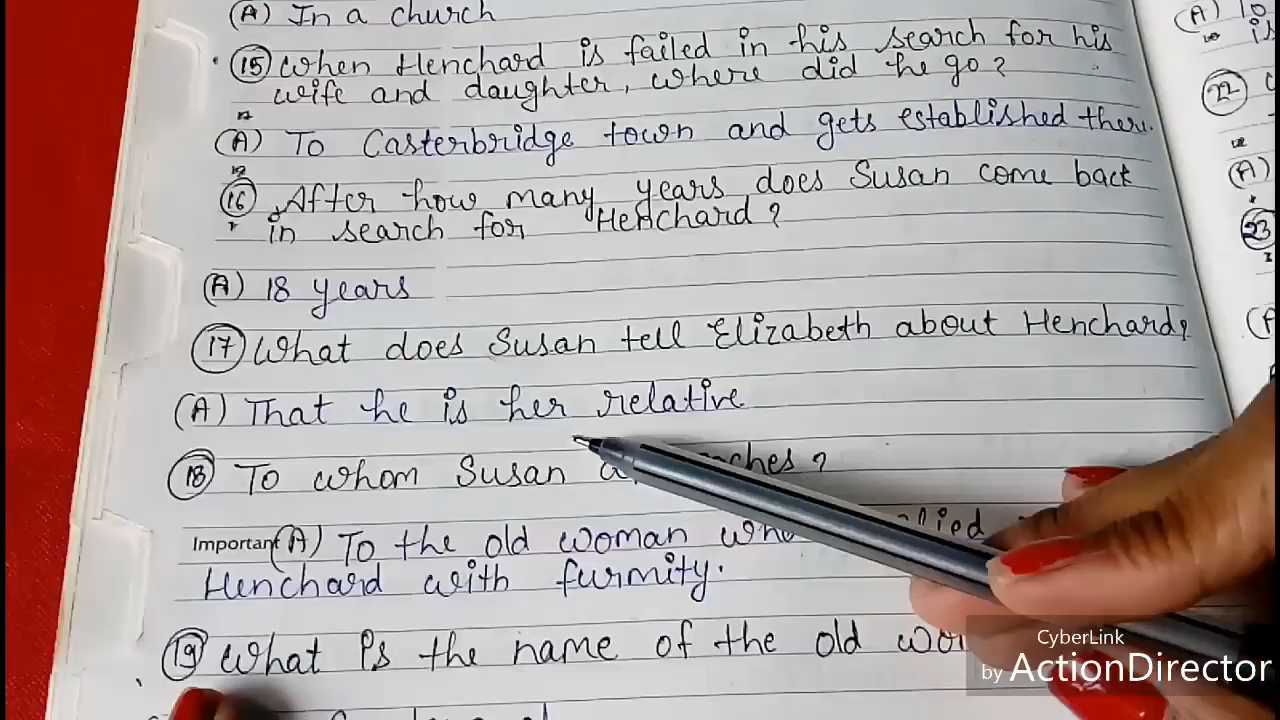 (A) In a church
15 When Henchard is failed in his search for his
wife and daughter, where did he go?
(A) To Casterbridge town and gets established there.
16 After how many years does Susan come back
in search for Henchard?
(A) 18 years
17 What does Susan tell Elizabeth about Henchard?
(A) That he is her relative
18 To whom Susan ?
Important (A) To the old woman
Henchard with furmity.
19 What is the name of the old
CyberLink
by ActionDirector
(A)
22
(A)
23